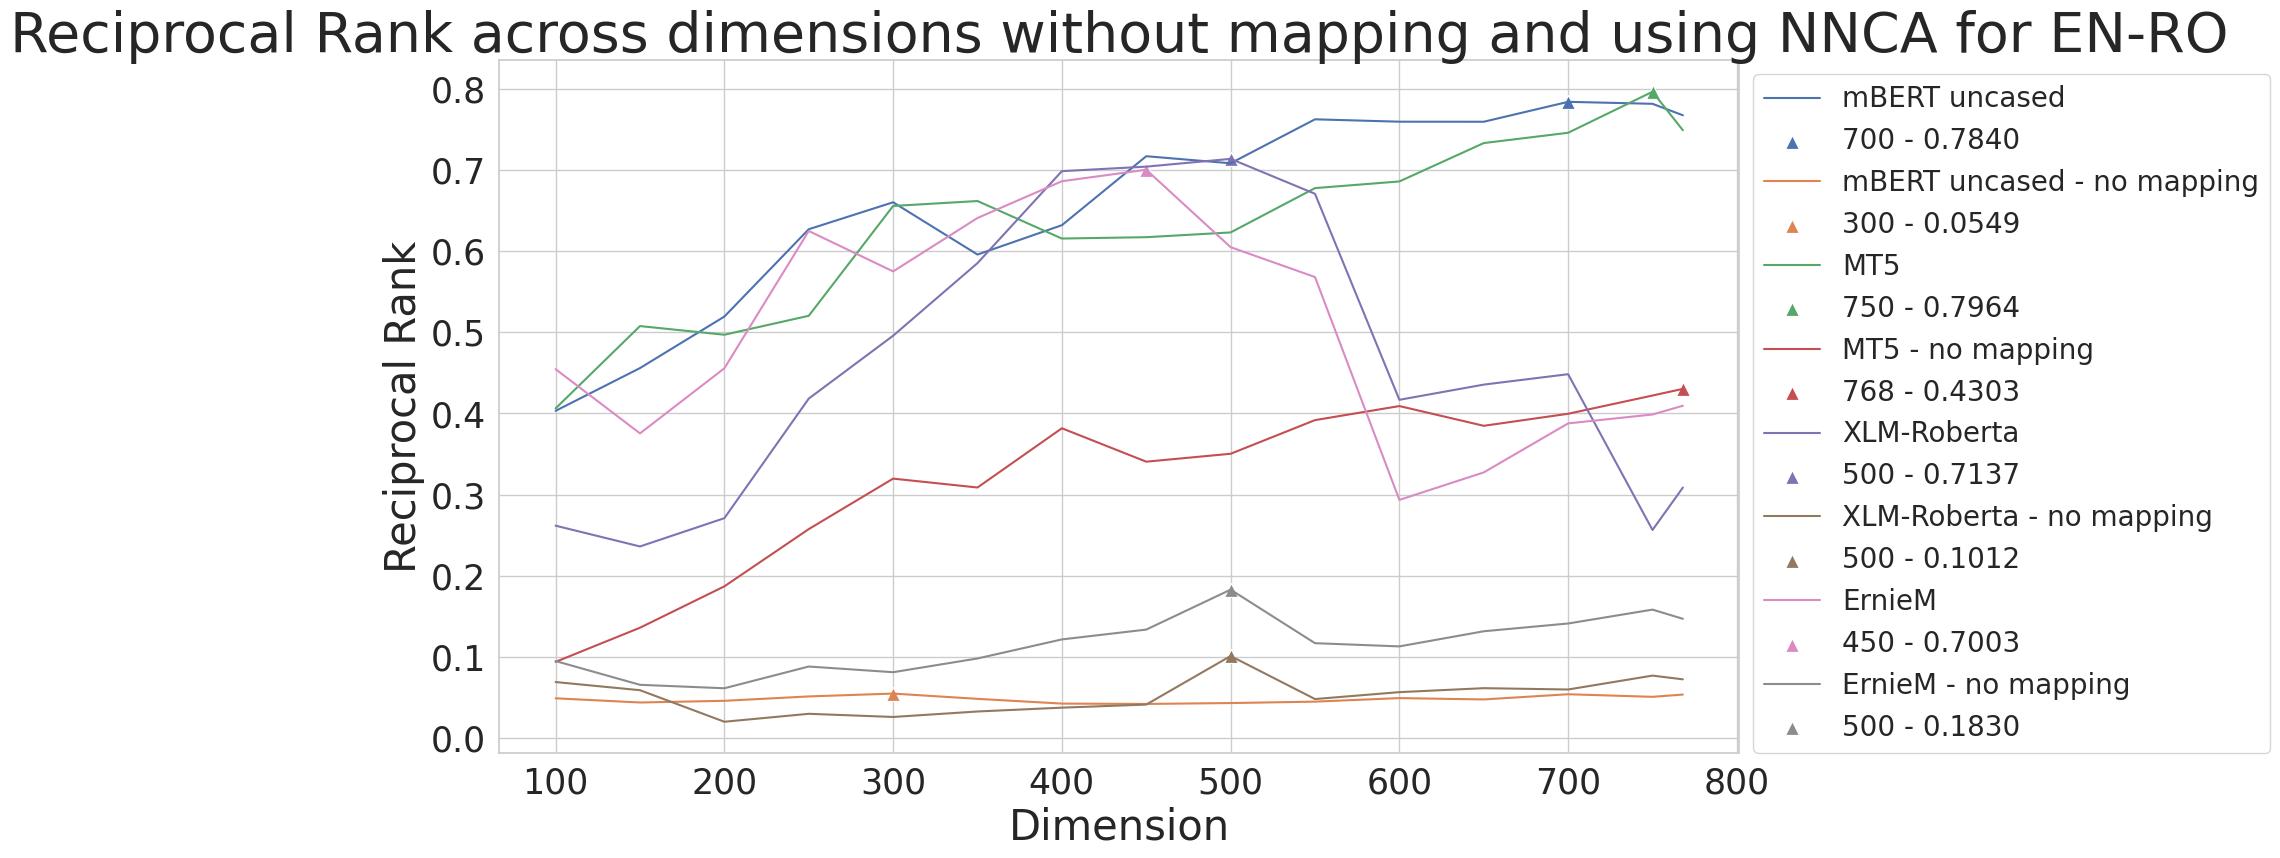 Reciprocal Rank across dimensions without mapping and using NNCA for EN-RO
Reciprocal Rank
0.8
0.7
0.6
0.5
0.4
0.3
0.2
0.1
0.0
100 200 300 400 500 600 700 800
Dimension
mBERT uncased
700 - 0.7840
mBERT uncased - no mapping
300 - 0.0549
MT5
750 - 0.7964
MT5 - no mapping
768 - 0.4303
XLM-Roberta
500 - 0.7137
XLM-Roberta - no mapping
500 - 0.1012
ErnieM
450 - 0.7003
ErnieM - no mapping
500 - 0.1830